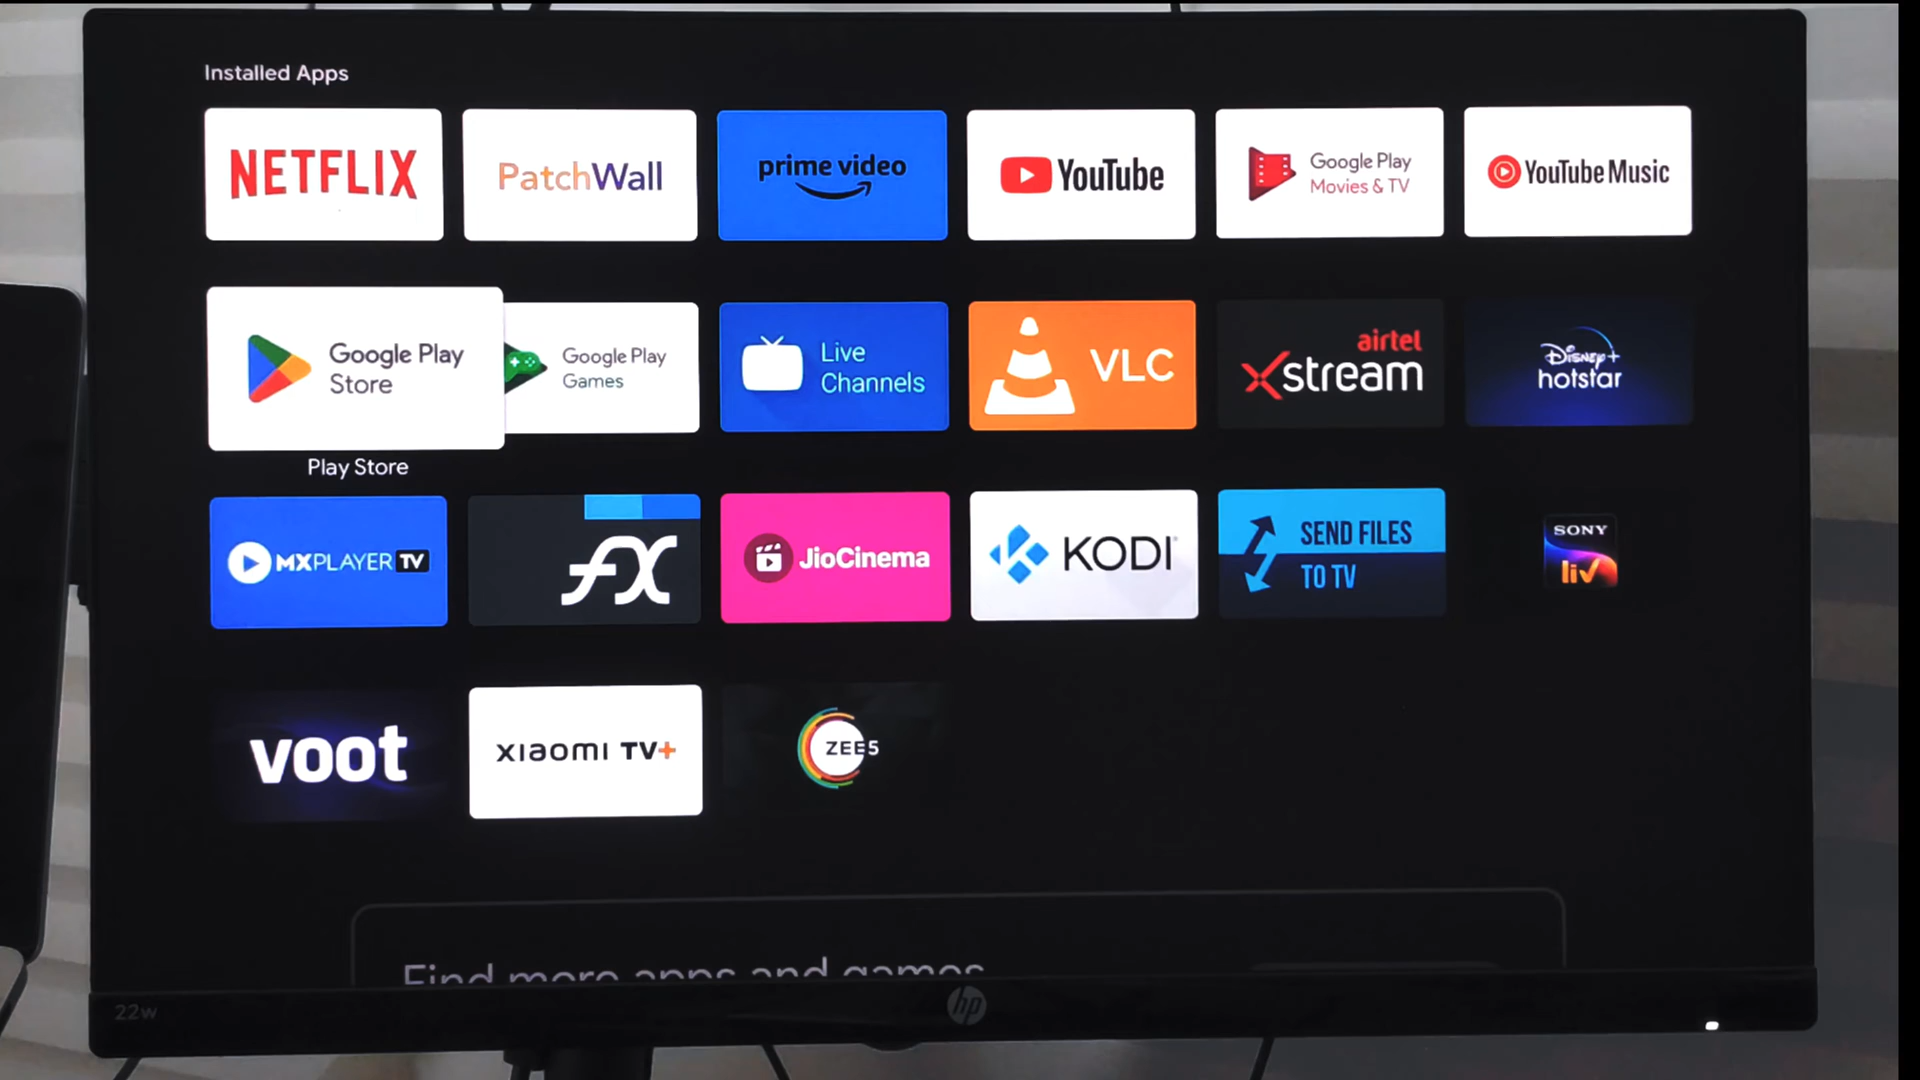 Installed Apps
NETFLIX
PatchWall
prime video
YouTube
Google Play
Movies & TV
YouTube Music
Google Play
Store
Play Store
Google Play
Games
Live
Channels
VLC
airtel
Xstream
Disney+
hotstar
MXPLAYER TV
fX
JioCinema
KODI
SEND FILES
TO TV
SONY
liv
voot
xiaomi TV+
ZEE5
Find more apps and games
22w
hp